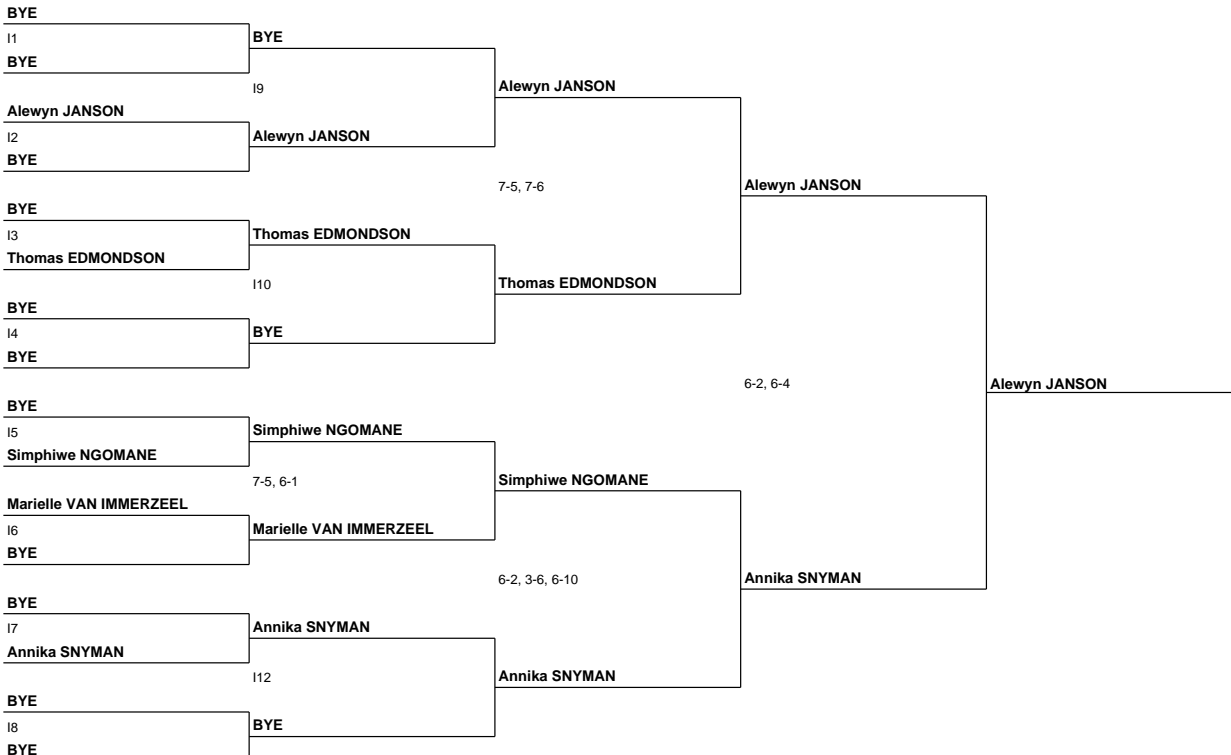 BYE
I1
BYE
BYE
I9
Alewyn JANSON
Alewyn JANSON
I2
Alewyn JANSON
BYE
7-5, 7-6
Alewyn JANSON
BYE
I3
Thomas EDMONDSON
Thomas EDMONDSON
I10
Thomas EDMONDSON
BYE
I4
BYE
BYE
6-2, 6-4
Alewyn JANSON
BYE
I5
Simphiwe NGOMANE
Simphiwe NGOMANE
7-5, 6-1
Simphiwe NGOMANE
Marielle VAN IMMERZEEL
I6
Marielle VAN IMMERZEEL
BYE
6-2, 3-6, 6-10
Annika SNYMAN
BYE
I7
Annika SNYMAN
Annika SNYMAN
I12
Annika SNYMAN
BYE
I8
BYE
BYE